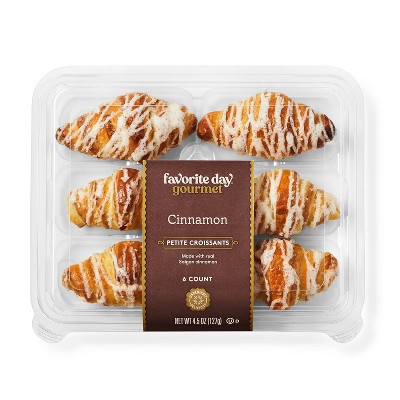 favorite day.
gourmet
Cinnamon
PETITE CROISSANTS
Made with real
Saigon cinnamon
6 COUNT
NET WT 4.5 OZ (127g)